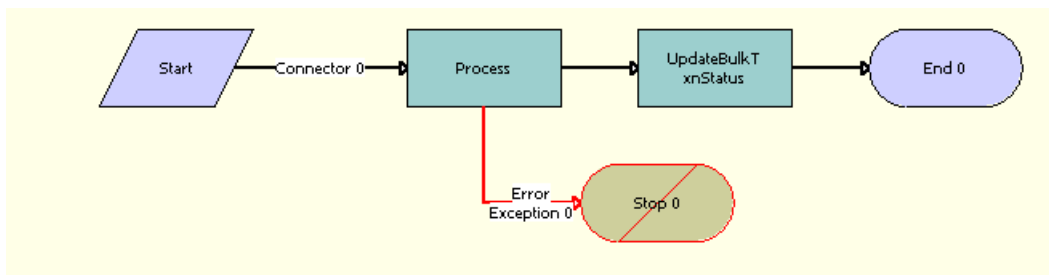 Start
Connector 0
Process
UpdateBulkT
xnStatus
End 0
Error
Exception 0
Stop 0